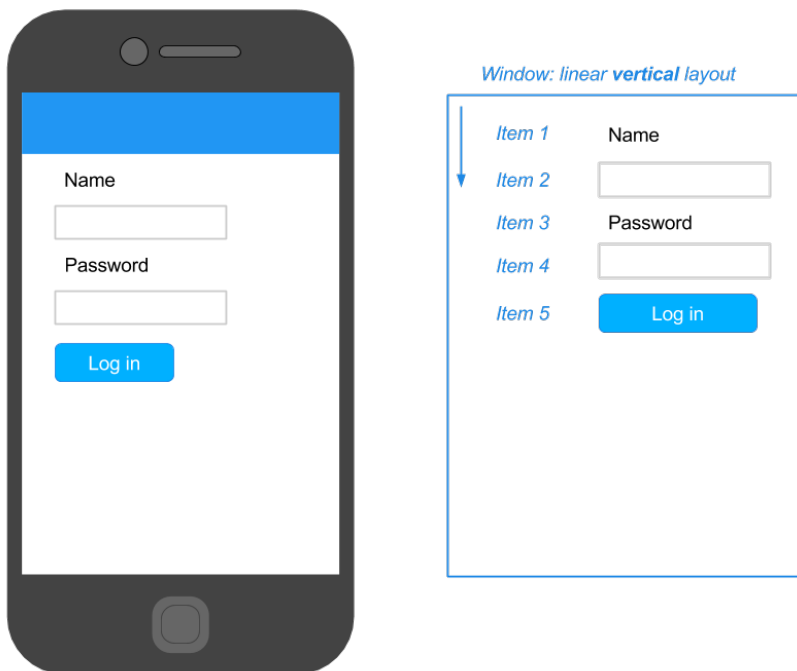 Name
Password
Log in
Window: linear vertical layout
Item 1 Name
Item 2
Item 3 Password
Item 4
Item 5 Log in